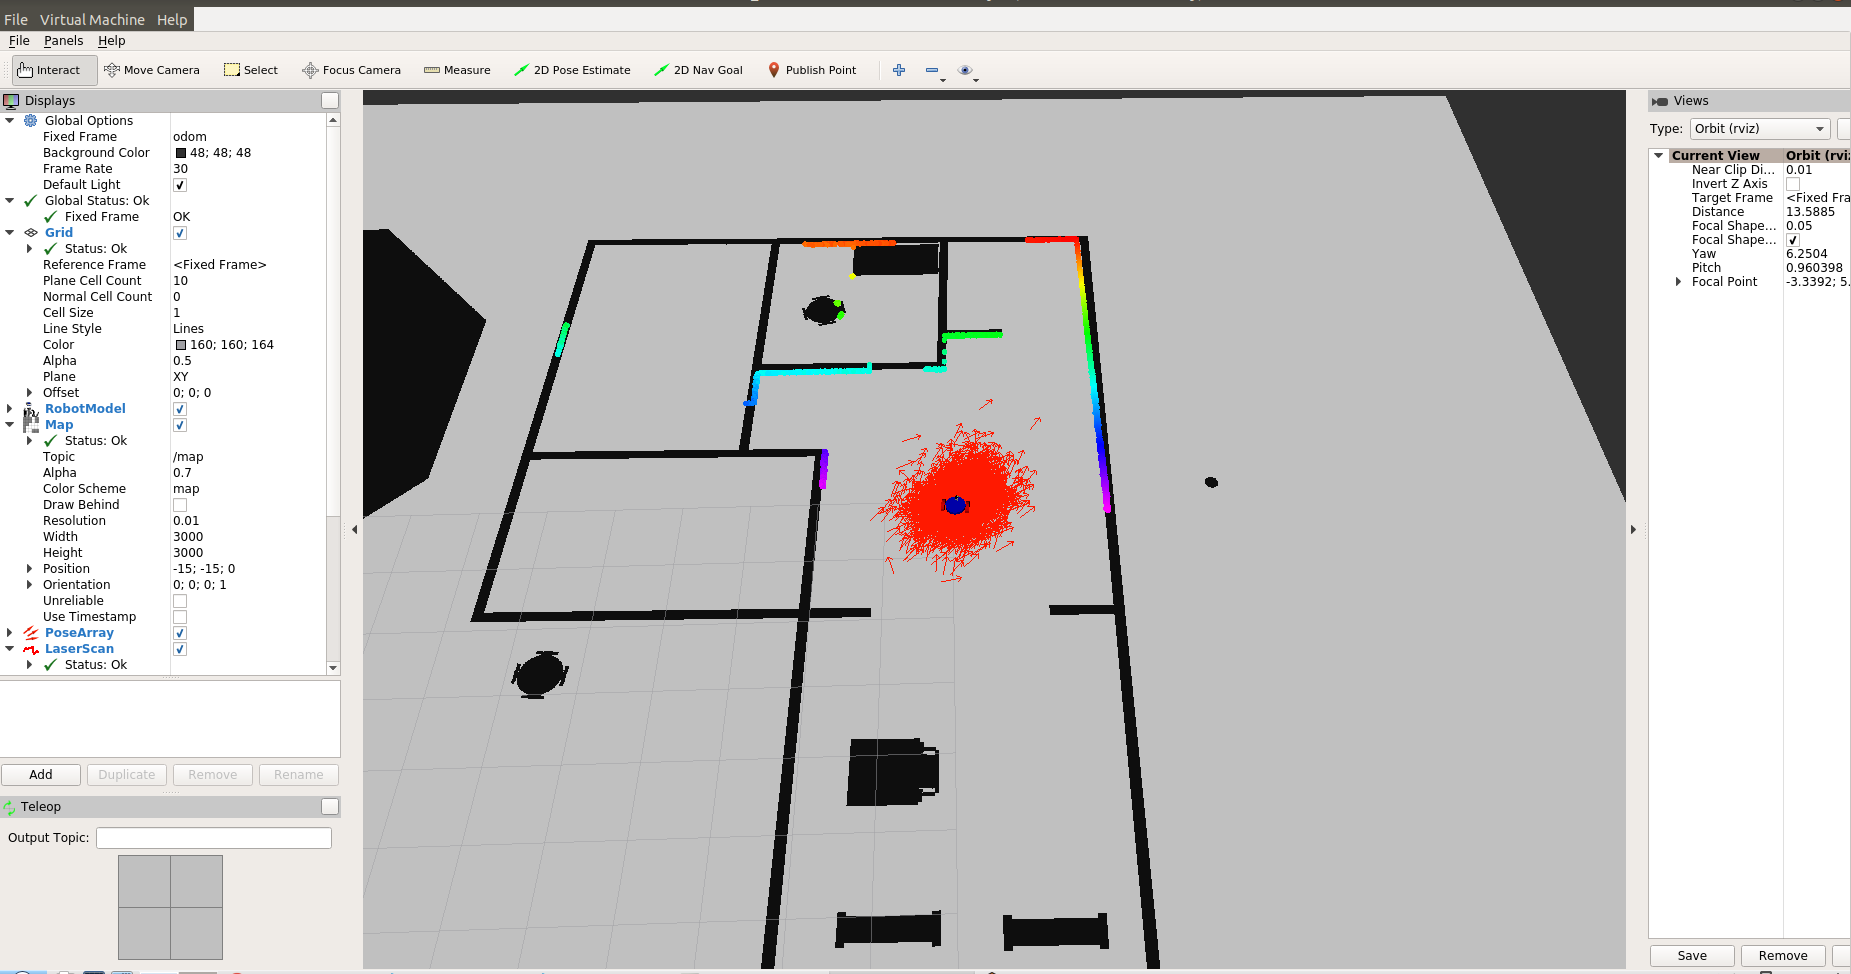 File Virtual Machine Help
File Panels Help
Interact Move Camera Select Focus Camera Measure 2D Pose Estimate 2D Nav Goal Publish Point
Displays
Global Options
Fixed Frame odom
Background Color 48; 48; 48
Frame Rate 30
Default Light
Global Status: Ok
Fixed Frame OK
Grid
Status: Ok
Reference Frame <Fixed Frame>
Plane Cell Count 10
Normal Cell Count 0
Cell Size 1
Line Style Lines
Color 160; 160; 164
Alpha 0.5
Plane XY
Offset 0; 0; 0
RobotModel
Map
Status: Ok
Topic /map
Alpha 0.7
Color Scheme map
Draw Behind
Resolution 0.01
Width 3000
Height 3000
Position -15; -15; 0
Orientation 0; 0; 0; 1
Unreliable
Use Timestamp
PoseArray
LaserScan
Status: Ok
Add Duplicate Remove Rename
Teleop
Output Topic:
Views
Type: Orbit (rviz)
Current View Orbit (rvi
Near Clip Di... 0.01
Invert Z Axis
Target Frame <Fixed Fra
Distance 13.5885
Focal Shape... 0.05
Focal Shape...
Yaw 6.2504
Pitch 0.960398
Focal Point -3.3392; 5.
Save Remove